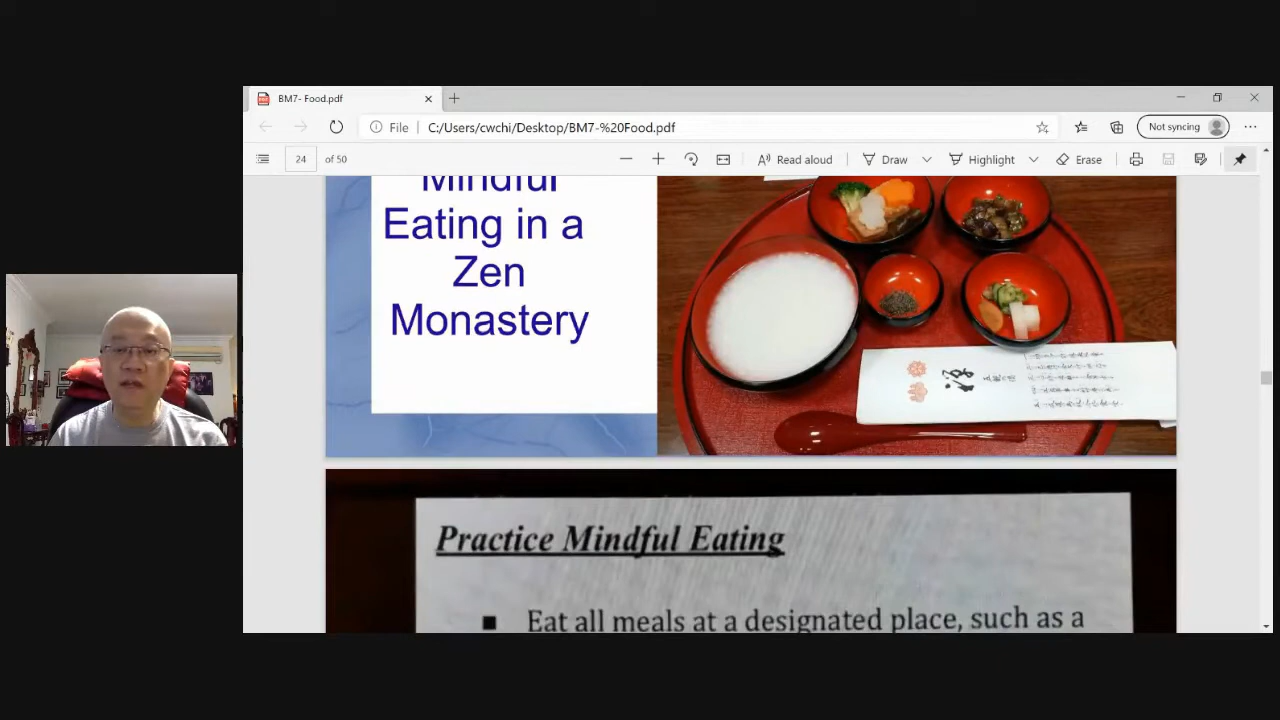 BM7- Food.pdf
File
C:/Users/cwchi/Desktop/BM7-%20Food.pdf
Not syncing
24
of 50
Read aloud
Draw
Highlight
Erase
Mindful
Eating in a
Zen
Monastery
Practice Mindful Eating
Eat all meals at a designated place, such as a